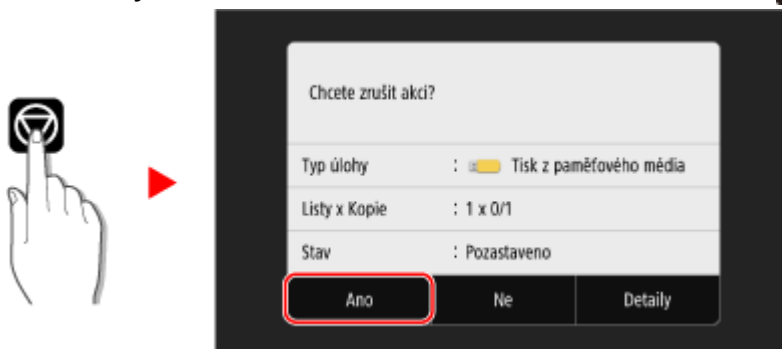 Chcete zrušit akci?
Typ úlohy : Tisk z paměťového média
Listy x Kopie : 1 x 0/1
Stav : Pozastaveno
Ano Ne Detaily